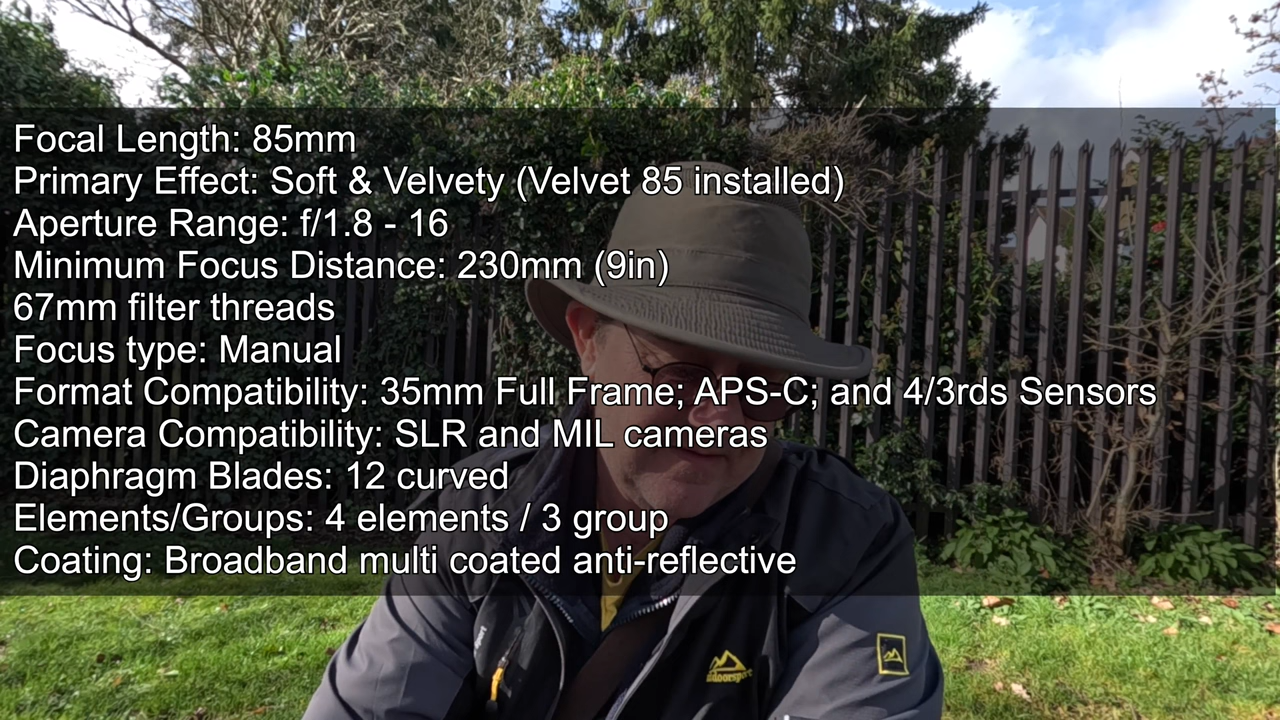 Focal Length: 85mm
Primary Effect: Soft & Velvety (Velvet 85 installed)
Aperture Range: f/1.8 - 16
Minimum Focus Distance: 230mm (9in)
67mm filter threads
Focus type: Manual
Format Compatibility: 35mm Full Frame; APS-C; and 4/3rds Sensors
Camera Compatibility: SLR and MIL cameras
Diaphragm Blades: 12 curved
Elements/Groups: 4 elements / 3 group
Coating: Broadband multi coated anti-reflective